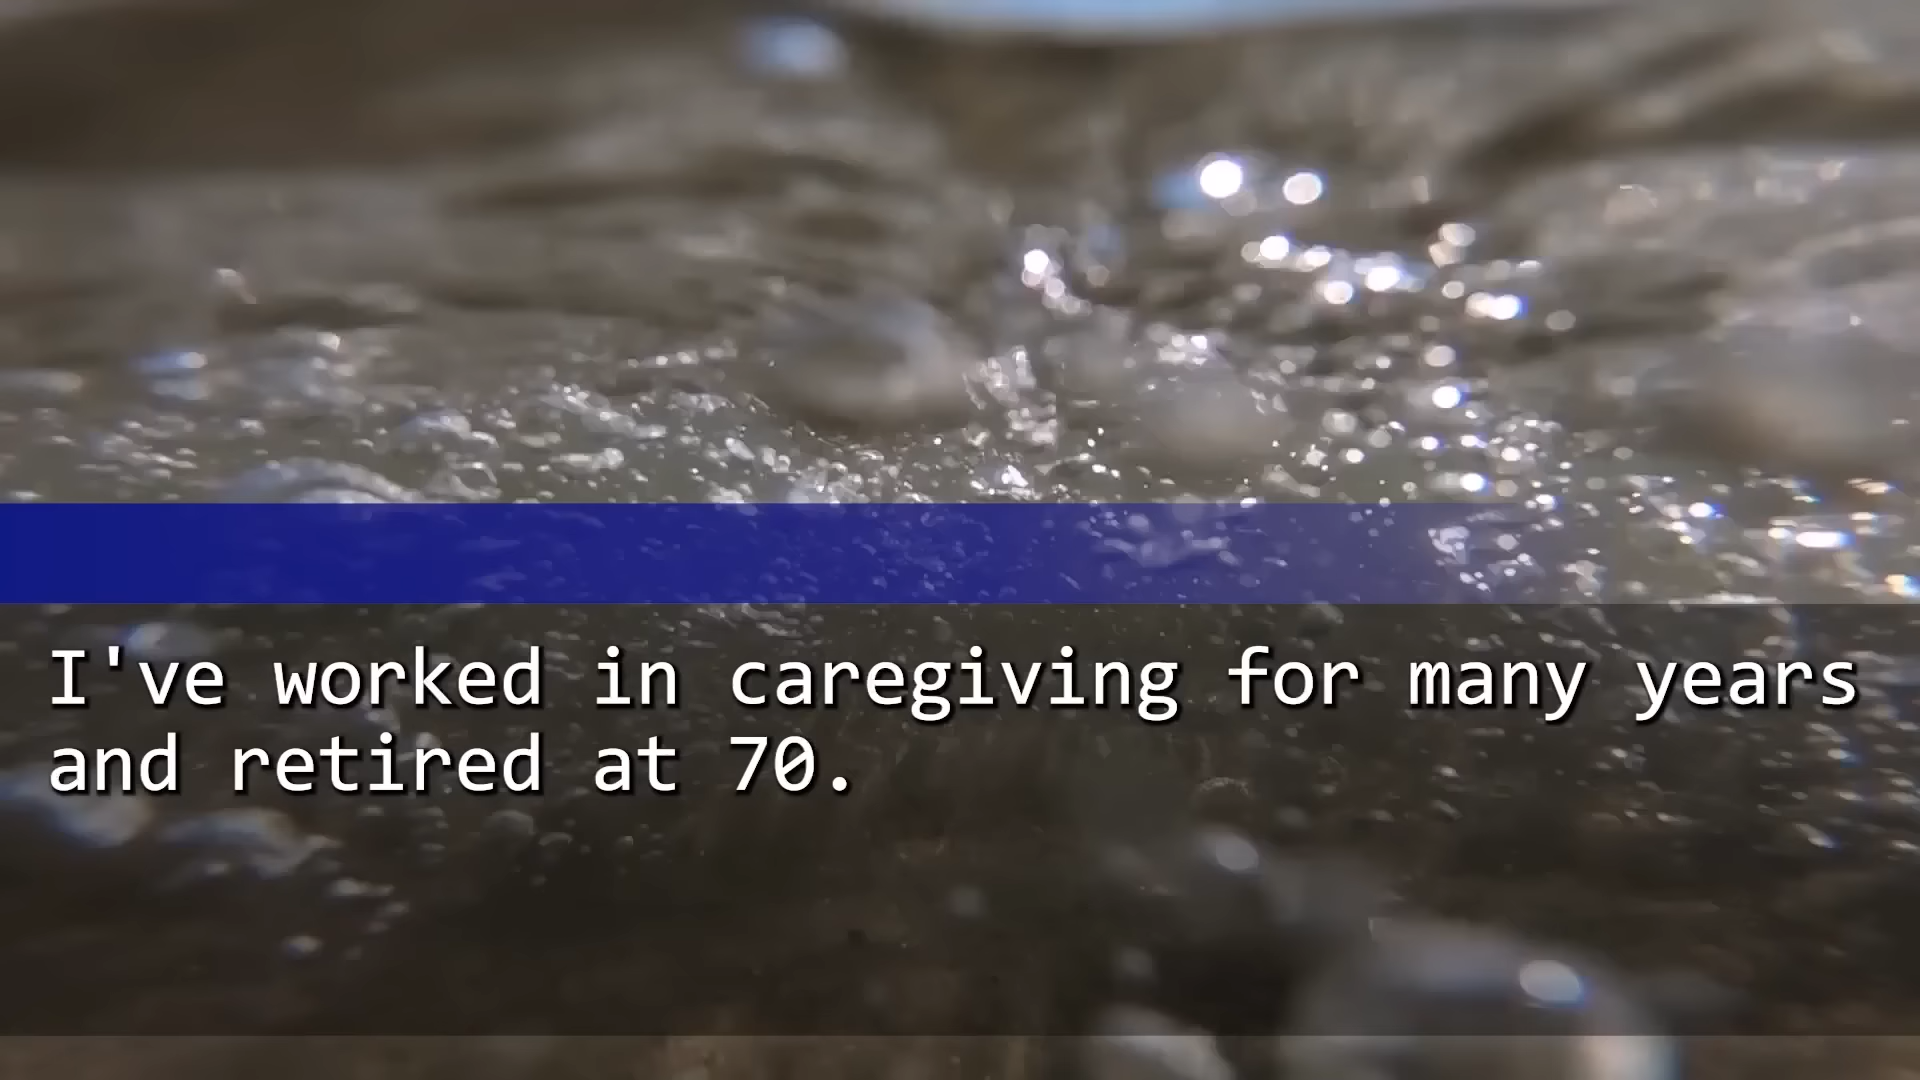 I've worked in caregiving for many years
and retired at 70.